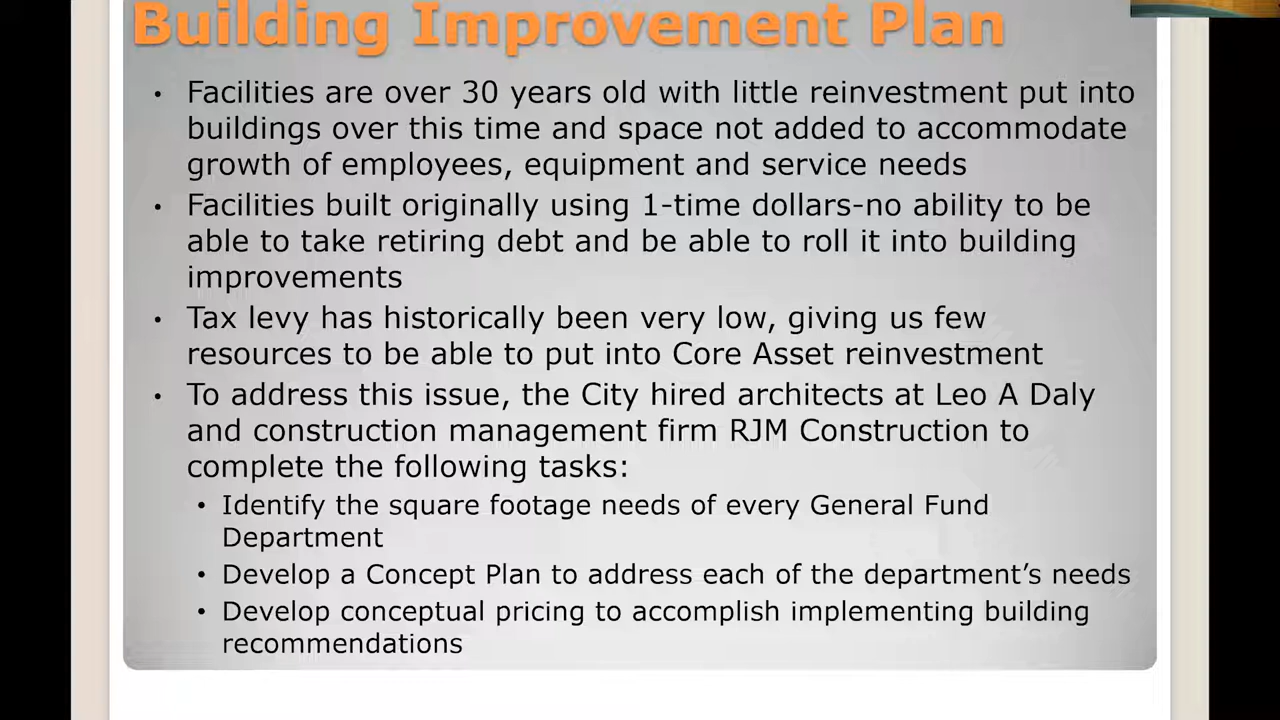 Building Improvement Plan
• Facilities are over 30 years old with little reinvestment put into
buildings over this time and space not added to accommodate
growth of employees, equipment and service needs
• Facilities built originally using 1-time dollars-no ability to be
able to take retiring debt and be able to roll it into building
improvements
• Tax levy has historically been very low, giving us few
resources to be able to put into Core Asset reinvestment
• To address this issue, the City hired architects at Leo A Daly
and construction management firm RJM Construction to
complete the following tasks:
• Identify the square footage needs of every General Fund
Department
• Develop a Concept Plan to address each of the department’s needs
• Develop conceptual pricing to accomplish implementing building
recommendations